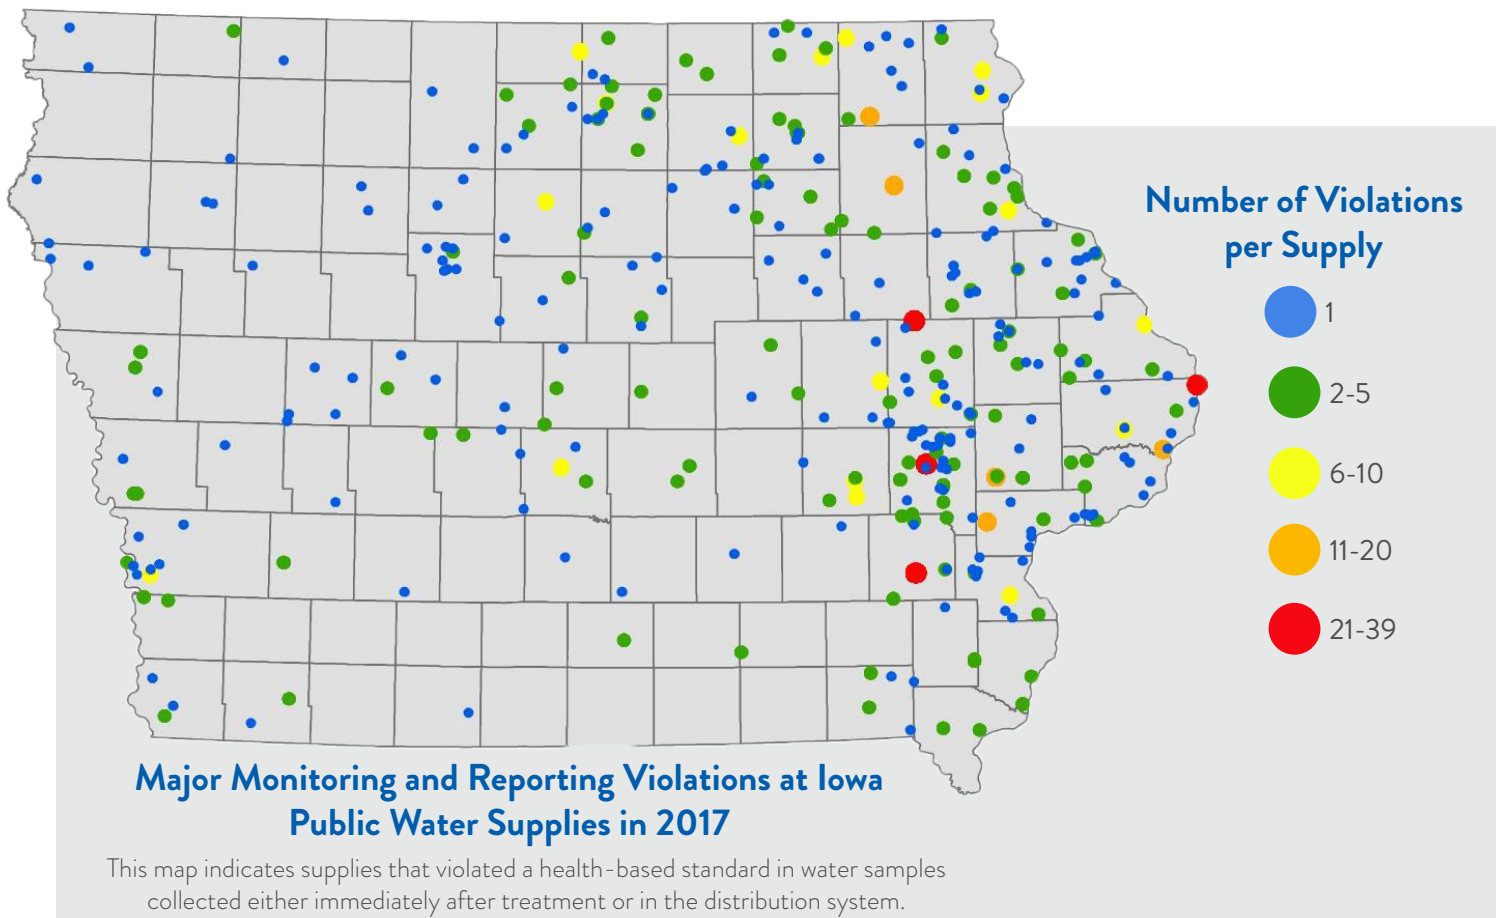 Number of Violations
per Supply
1
2-5
6-10
11-20
21-39
Major Monitoring and Reporting Violations at Iowa
Public Water Supplies in 2017
This map indicates supplies that violated a health-based standard in water samples
collected either immediately after treatment or in the distribution system.